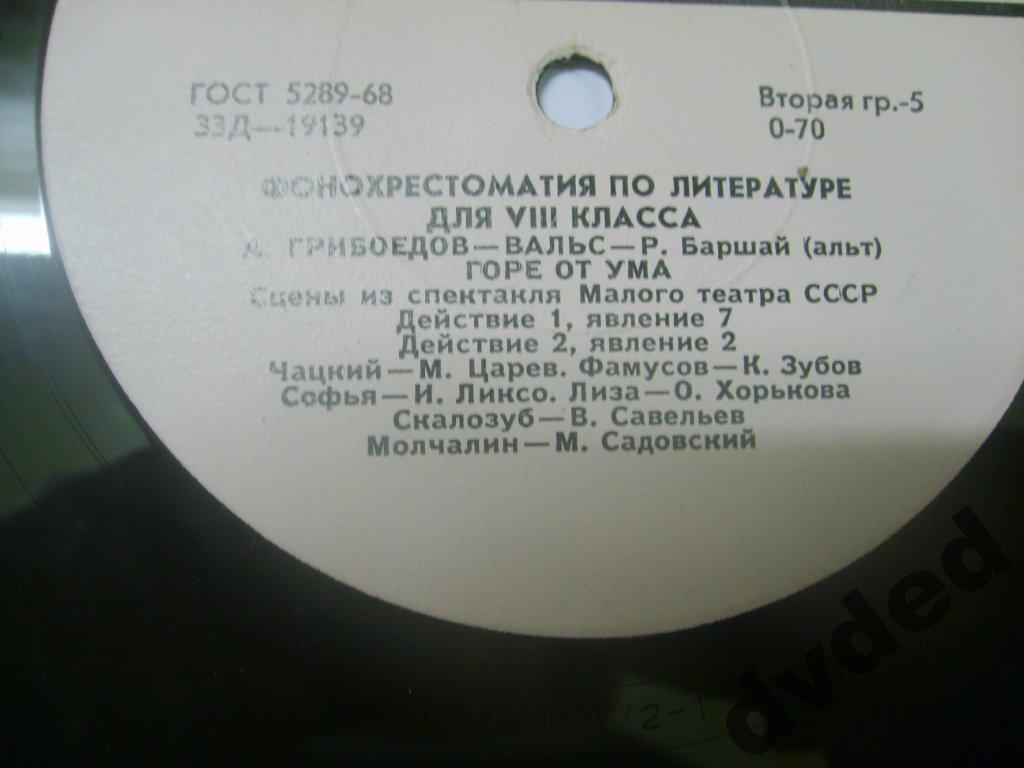 ГОСТ 5289-68
33Д—19139
Вторая гр.-5
0-70
ФОНОХРЕСТОМАТИЯ ПО ЛИТЕРАТУРЕ
ДЛЯ VIII КЛАССА
А. ГРИБОЕДОВ—ВАЛЬС—Р. Баршай (альт)
ГОРЕ ОТ УМА
Сцены из спектакля Малого театра СССР
Действие 1, явление 7
Действие 2, явление 2
Чацкий—М. Царев. Фамусов—К. Зубов
Софья—И. Ликсо. Лиза—О. Хорькова
Скалозуб—В. Савельев
Молчалин—М. Садовский
dvded